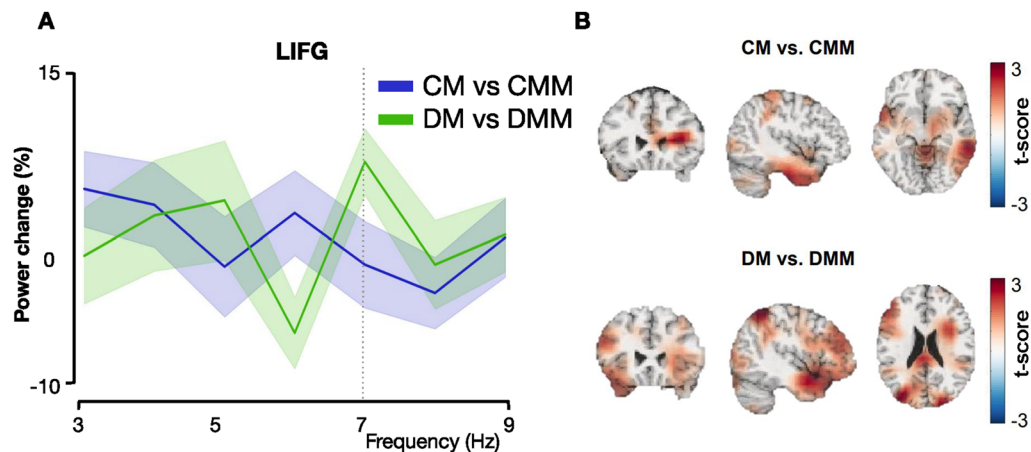 A
LIFG
15
CM vs CMM
DM vs DMM
Power change (%)
0
-10
3
5
7
9
Frequency (Hz)
B
CM vs. CMM
3
t-score
-3
DM vs. DMM
3
t-score
-3